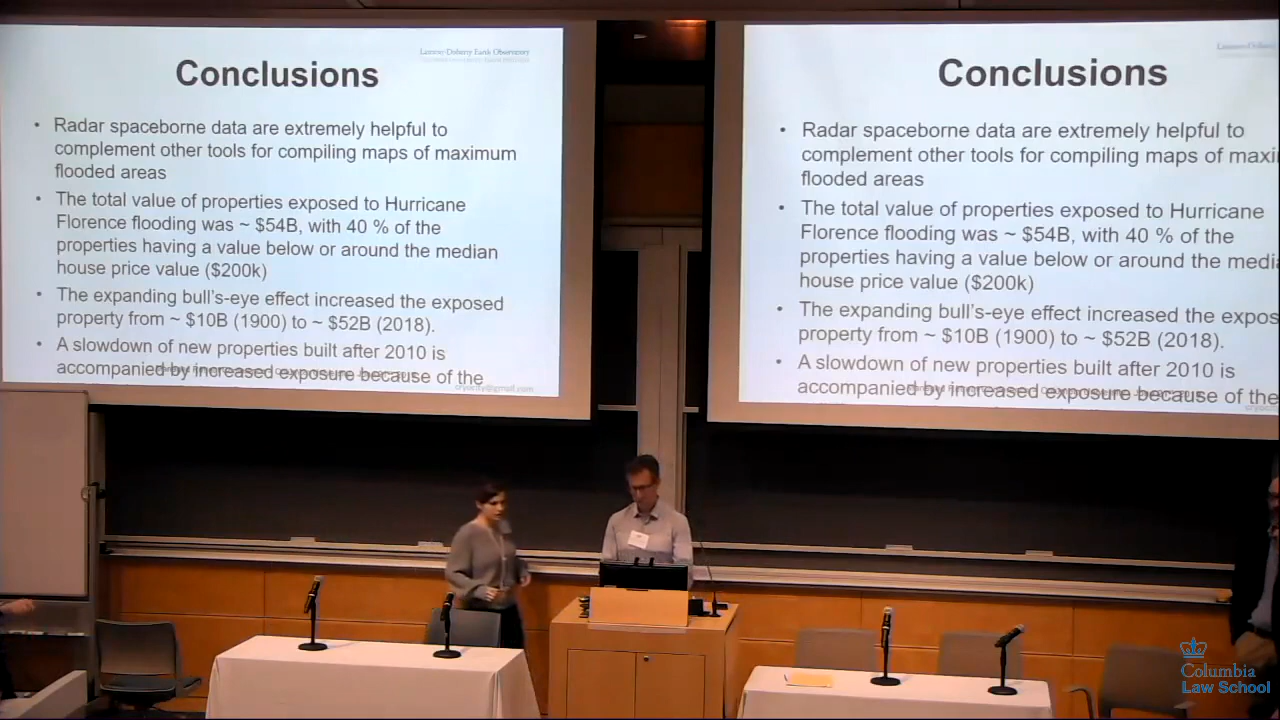 Lamont-Doherty Earth Observatory
Conclusions
• Radar spaceborne data are extremely helpful to
complement other tools for compiling maps of maximum
flooded areas
• The total value of properties exposed to Hurricane
Florence flooding was ~ $54B, with 40 % of the
properties having a value below or around the median
house price value ($200k)
• The expanding bull's-eye effect increased the exposed
property from ~ $10B (1900) to ~ $52B (2018).
• A slowdown of new properties built after 2010 is
accompanied by increased exposure because of the
cryocity@gmail.com
Conclusions
• Radar spaceborne data are extremely helpful to
complement other tools for compiling maps of maxi
flooded areas
• The total value of properties exposed to Hurricane
Florence flooding was ~ $54B, with 40 % of the
properties having a value below or around the media
house price value ($200k)
• The expanding bull's-eye effect increased the expos
property from ~ $10B (1900) to ~ $52B (2018).
• A slowdown of new properties built after 2010 is
accompanied by increased exposure because of the
Columbia
Law School